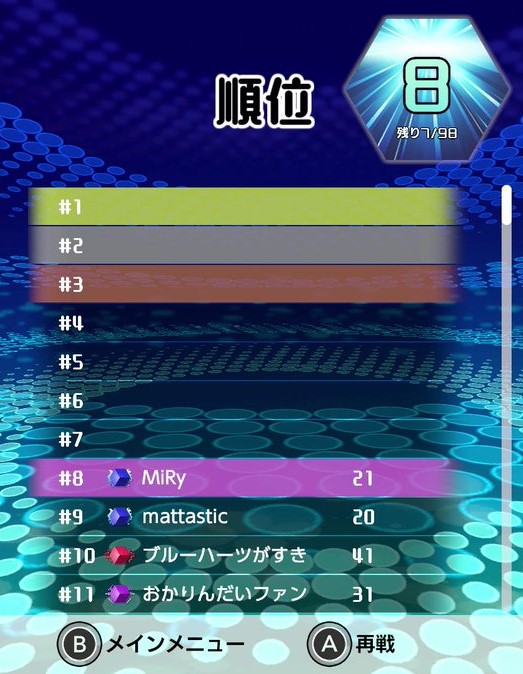 順位
8
残り7/98
#1
#2
#3
#4
#5
#6
#7
#8 MiRy 21
#9 mattastic 20
#10 ブルーハーツがすき 41
#11 おかりんだいファン 31
B メインメニュー A 再戦